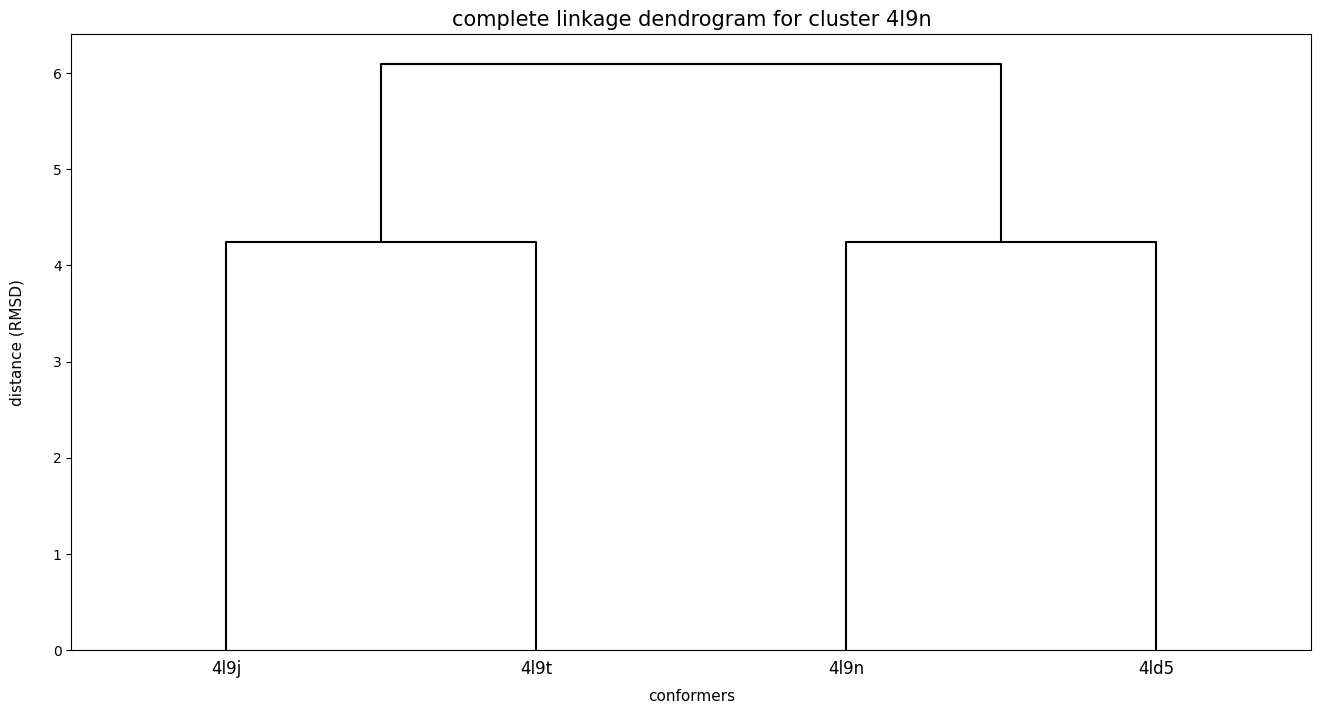 complete linkage dendrogram for cluster 4l9n
6
5
4
3
2
1
0
distance (RMSD)
4l9j
4l9t
4l9n
4ld5
conformers